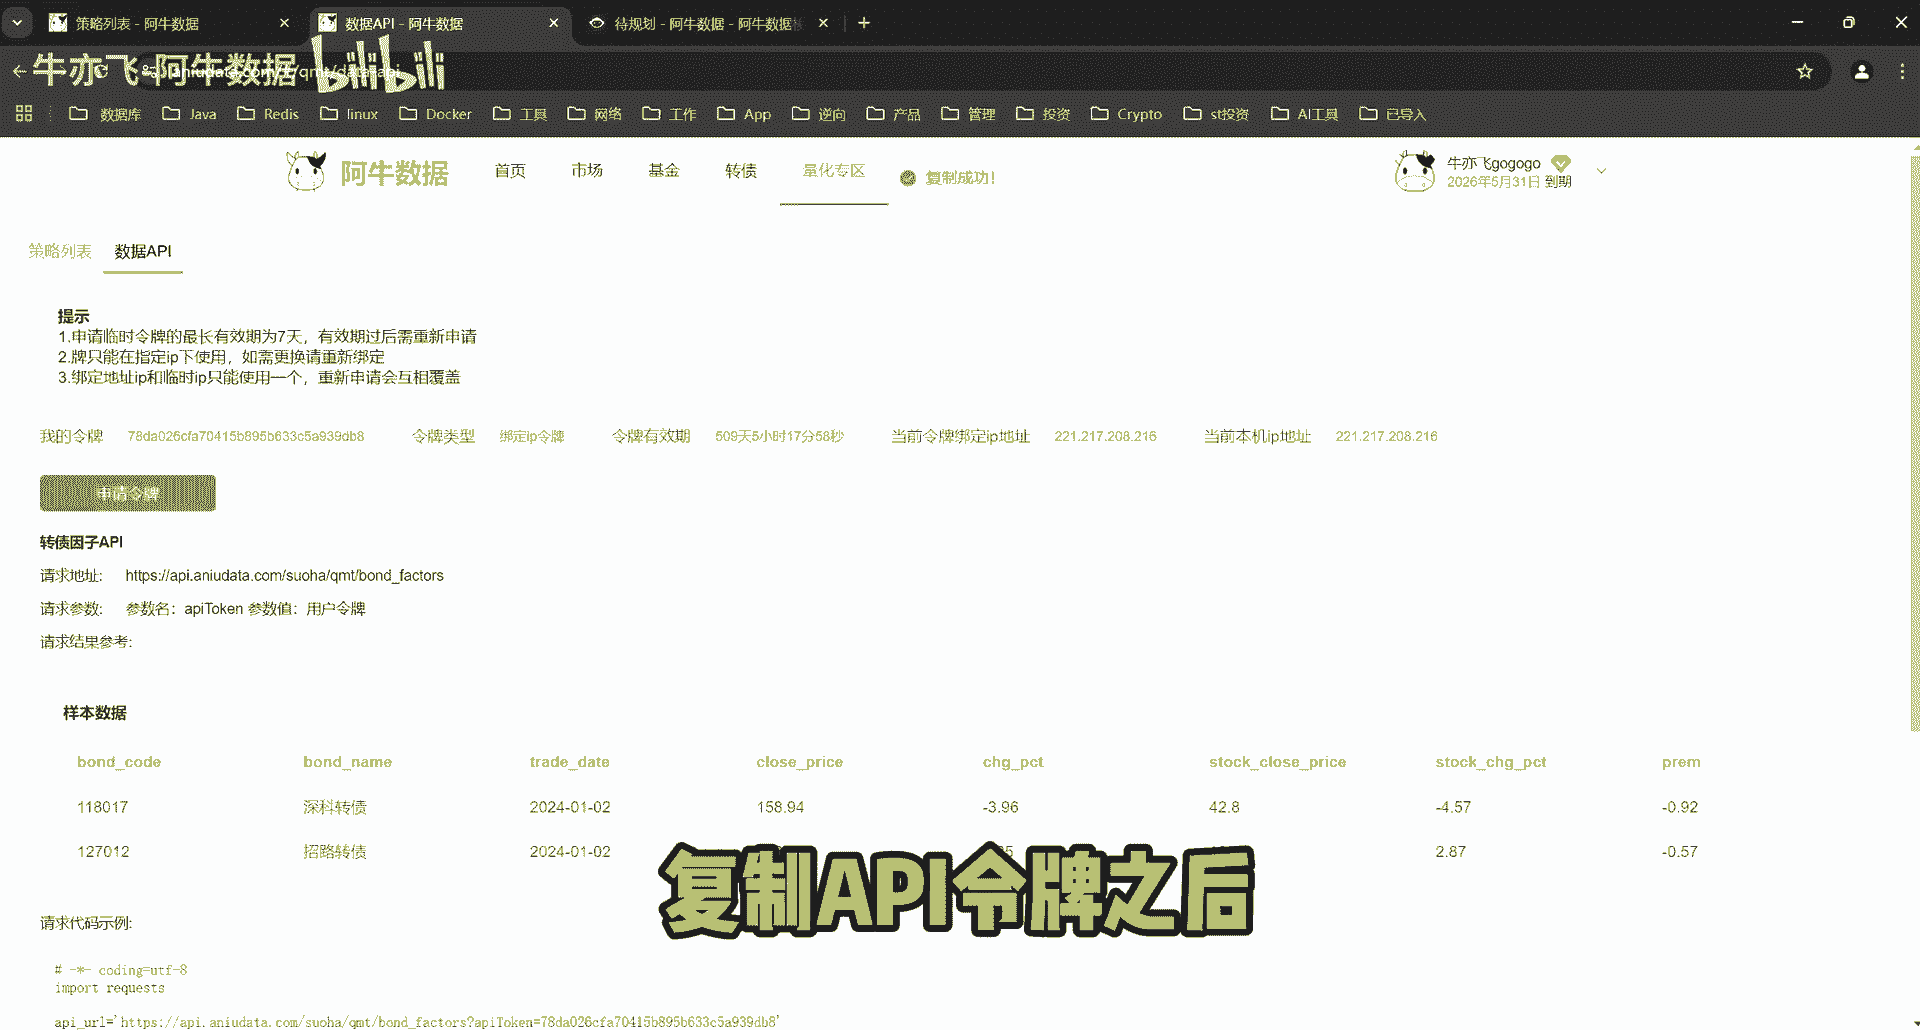 策略列表 - 阿牛数据
数据API - 阿牛数据
待规划 - 阿牛数据 - 阿牛数据
牛亦飞-阿牛数据 bilibili
aniudata.com/#/qmt/data-api
数据库 Java Redis linux Docker 工具 网络 工作 App 逆向 产品 管理 投资 Crypto st投资 AI工具 已导入
阿牛数据 首页 市场 基金 转债 量化专区 复制成功！
牛亦飞gogogo
2026年5月31日 到期
策略列表 数据API
提示
1.申请临时令牌的最长有效期为7天，有效期过后需重新申请
2.牌只能在指定ip下使用，如需更换请重新绑定
3.绑定地址ip和临时ip只能使用一个，重新申请会互相覆盖
我的令牌 78da026cfa70415b895b633c5a939db8 令牌类型 绑定ip令牌 令牌有效期 509天5小时17分58秒 当前令牌绑定ip地址 221.217.208.216 当前本机ip地址 221.217.208.216
申请令牌
转债因子API
请求地址: https://api.aniudata.com/suoha/qmt/bond_factors
请求参数: 参数名：apiToken 参数值：用户令牌
请求结果参考:
样本数据
bond_code bond_name trade_date close_price chg_pct stock_close_price stock_chg_pct prem
118017 深科转债 2024-01-02 158.94 -3.96 42.8 -4.57 -0.92
127012 招路转债 2024-01-02 2.87 -0.57
复制API令牌之后
请求代码示例:
# -*- coding=utf-8
import requests
api_url='https://api.aniudata.com/suoha/qmt/bond_factors?apiToken=78da026cfa70415b895b633c5a939db8'